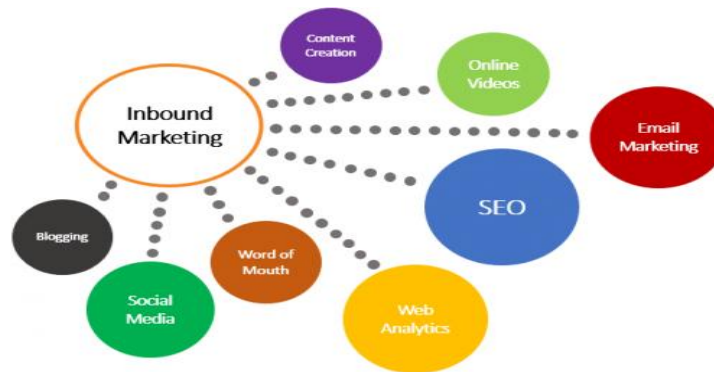 Content
Creation
Online
Videos
Inbound
Marketing
Email
Marketing
SEO
Blogging
Word of
Mouth
Social
Media
Web
Analytics